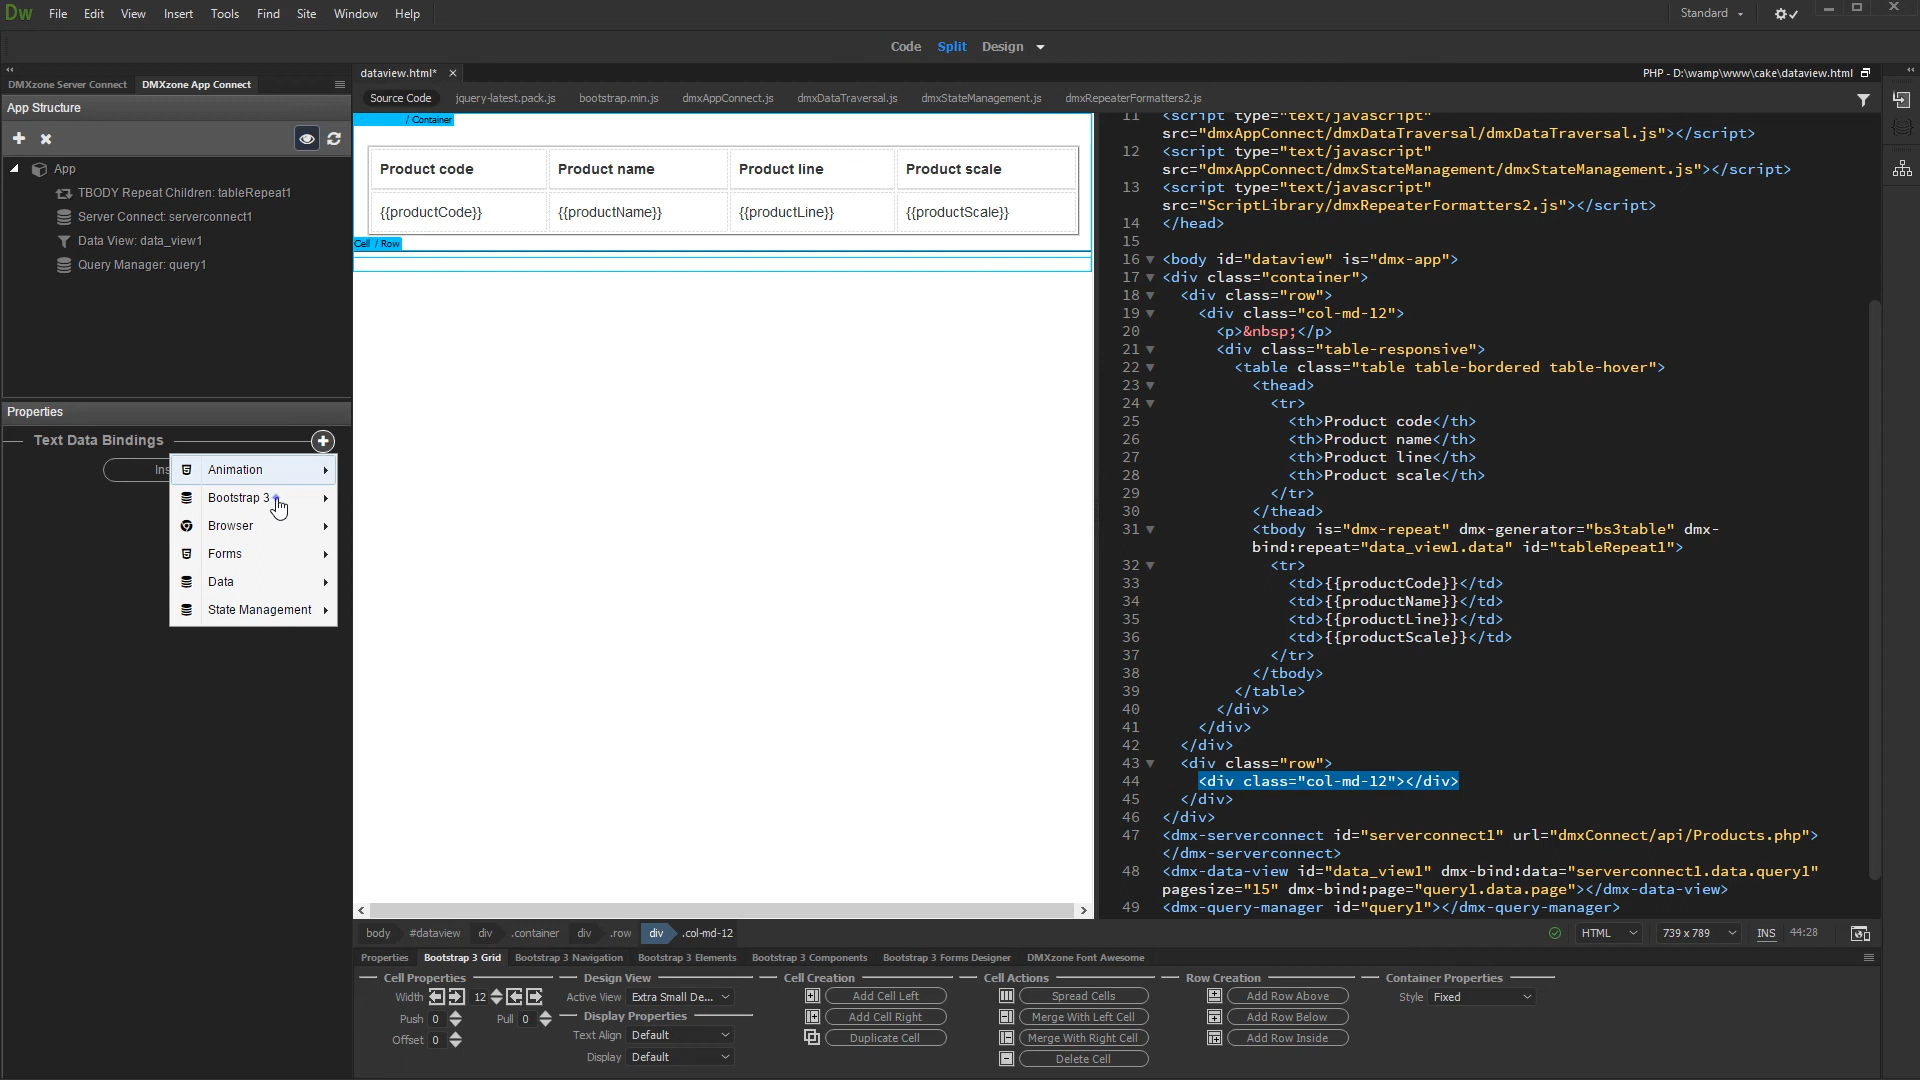 Dw File Edit View Insert Tools Find Site Window Help Standard
Code Split Design
DMXzone Server Connect DMXzone App Connect
App Structure
App
TBODY Repeat Children: tableRepeat1
Server Connect: serverconnect1
Data View: data_view1
Query Manager: query1
Properties
Text Data Bindings
Ins
Animation
Bootstrap 3
Browser
Forms
Data
State Management
dataview.html*
PHP - D:\wamp\www\cake\dataview.html
Source Code jquery-latest.pack.js bootstrap.min.js dmxAppConnect.js dmxDataTraversal.js dmxStateManagement.js dmxRepeaterFormatters2.js
/ Container
Product code Product name Product line Product scale
{{productCode}} {{productName}} {{productLine}} {{productScale}}
Cell / Row
11 <script type="text/javascript"
src="dmxAppConnect/dmxDataTraversal/dmxDataTraversal.js"></script>
12 <script type="text/javascript"
src="dmxAppConnect/dmxStateManagement/dmxStateManagement.js"></script>
13 <script type="text/javascript"
src="ScriptLibrary/dmxRepeaterFormatters2.js"></script>
14 </head>
15
16 <body id="dataview" is="dmx-app">
17 <div class="container">
18 <div class="row">
19 <div class="col-md-12">
20 <p>&nbsp;</p>
21 <div class="table-responsive">
22 <table class="table table-bordered table-hover">
23 <thead>
24 <tr>
25 <th>Product code</th>
26 <th>Product name</th>
27 <th>Product line</th>
28 <th>Product scale</th>
29 </tr>
30 </thead>
31 <tbody is="dmx-repeat" dmx-generator="bs3table" dmx-
bind:repeat="data_view1.data" id="tableRepeat1">
32 <tr>
33 <td>{{productCode}}</td>
34 <td>{{productName}}</td>
35 <td>{{productLine}}</td>
36 <td>{{productScale}}</td>
37 </tr>
38 </tbody>
39 </table>
40 </div>
41 </div>
42 </div>
43 <div class="row">
44 <div class="col-md-12"></div>
45 </div>
46 </div>
47 <dmx-serverconnect id="serverconnect1" url="dmxConnect/api/Products.php">
</dmx-serverconnect>
48 <dmx-data-view id="data_view1" dmx-bind:data="serverconnect1.data.query1"
pagesize="15" dmx-bind:page="query1.data.page"></dmx-data-view>
49 <dmx-query-manager id="query1"></dmx-query-manager>
body #dataview div .container div .row div .col-md-12 HTML 739 x 789 INS 44:28
Properties Bootstrap 3 Grid Bootstrap 3 Navigation Bootstrap 3 Elements Bootstrap 3 Components Bootstrap 3 Forms Designer DMXzone Font Awesome
Cell Properties Design View Cell Creation Cell Actions Row Creation Container Properties
Width 12 Active View Extra Small De... Add Cell Left Spread Cells Add Row Above Style Fixed
Push 0 Pull 0 Display Properties Add Cell Right Merge With Left Cell Add Row Below
Offset 0 Text Align Default Duplicate Cell Merge With Right Cell Add Row Inside
Display Default Delete Cell